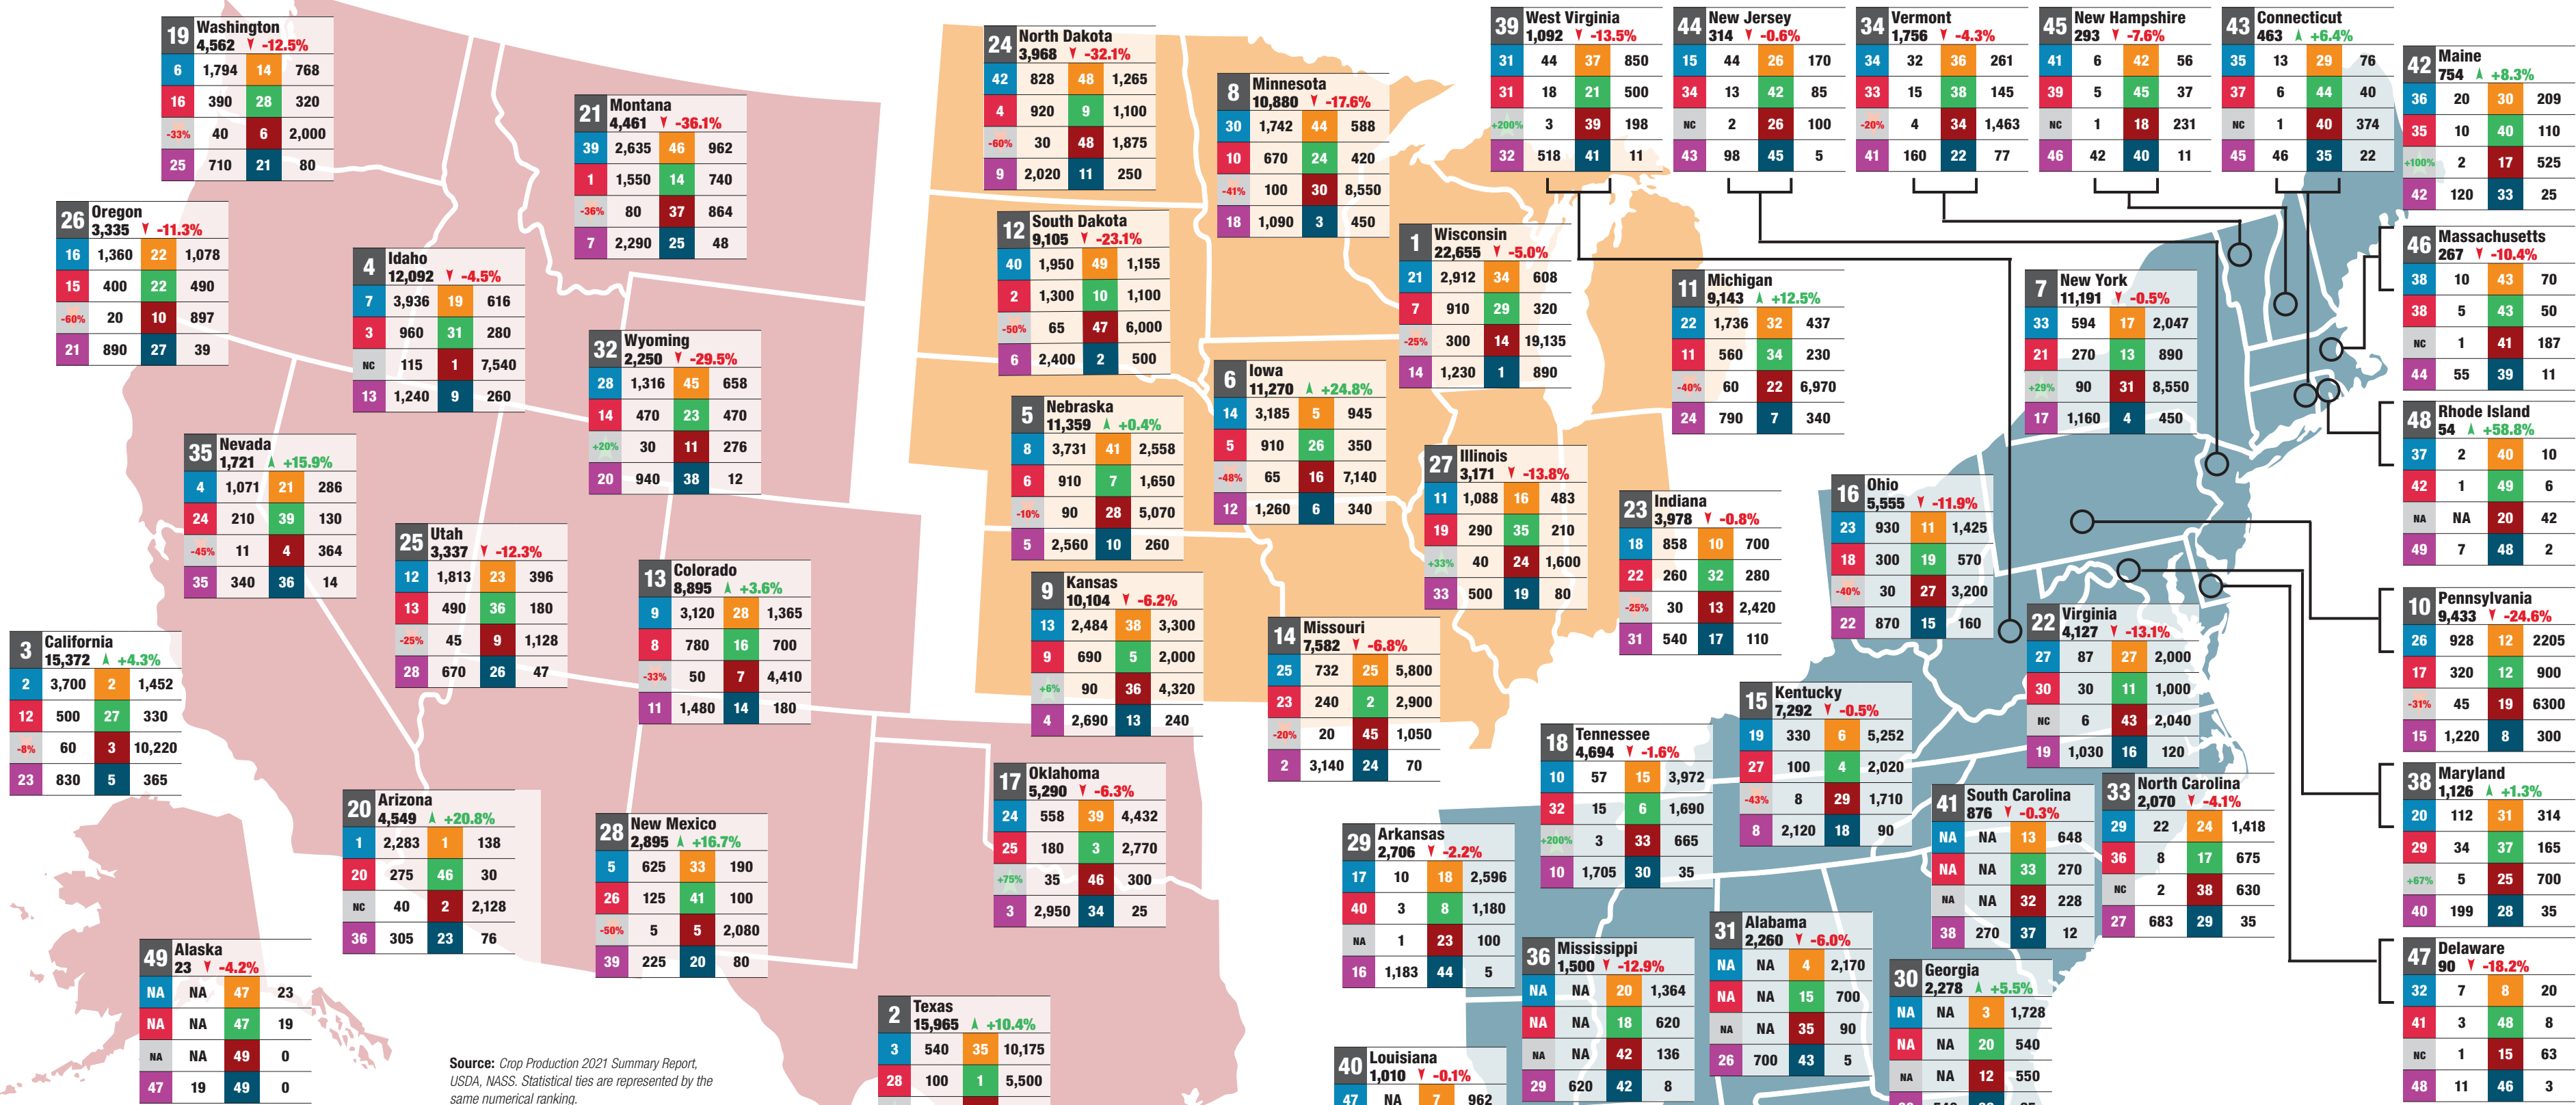 19 Washington
4,562 -12.5%
6 1,794 14 768
16 390 28 320
-33% 40 6 2,000
25 710 21 80
26 Oregon
3,335 -11.3%
16 1,360 22 1,078
15 400 22 490
-60% 20 10 897
21 890 27 39
21 Montana
4,461 -36.1%
39 2,635 46 962
1 1,550 14 740
-36% 80 37 864
7 2,290 25 48
4 Idaho
12,092 -4.5%
7 3,936 19 616
3 960 31 280
NC 115 1 7,540
13 1,240 9 260
32 Wyoming
2,250 -29.5%
28 1,316 45 658
14 470 23 470
+20% 30 11 276
20 940 38 12
35 Nevada
1,721 +15.9%
4 1,071 21 286
24 210 39 130
-45% 11 4 364
35 340 36 14
25 Utah
3,337 -12.3%
12 1,813 23 396
13 490 36 180
-25% 45 9 1,128
28 670 26 47
13 Colorado
8,895 +3.6%
9 3,120 28 1,365
8 780 16 700
-33% 50 7 4,410
11 1,480 14 180
3 California
15,372 +4.3%
2 3,700 2 1,452
12 500 27 330
-8% 60 3 10,220
23 830 5 365
20 Arizona
4,549 +20.8%
1 2,283 1 138
20 275 46 30
NC 40 2 2,128
36 305 23 76
28 New Mexico
2,895 +16.7%
5 625 33 190
26 125 41 100
-50% 5 5 2,080
39 225 20 80
49 Alaska
23 -4.2%
NA NA 47 23
NA NA 47 19
NA NA 49 0
47 19 49 0
Source: Crop Production 2021 Summary Report,
USDA, NASS. Statistical ties are represented by the
same numerical ranking.
24 North Dakota
3,968 -32.1%
42 828 48 1,265
4 920 9 1,100
-60% 30 48 1,875
9 2,020 11 250
8 Minnesota
10,880 -17.6%
30 1,742 44 588
10 670 24 420
-41% 100 30 8,550
18 1,090 3 450
12 South Dakota
9,105 -23.1%
40 1,950 49 1,155
2 1,300 10 1,100
-50% 65 47 6,000
6 2,400 2 500
1 Wisconsin
22,655 -5.0%
21 2,912 34 608
7 910 29 320
-25% 300 14 19,135
14 1,230 1 890
11 Michigan
9,143 +12.5%
22 1,736 32 437
11 560 34 230
-40% 60 22 6,970
24 790 7 340
6 Iowa
11,270 +24.8%
14 3,185 5 945
5 910 26 350
-48% 65 16 7,140
12 1,260 6 340
5 Nebraska
11,359 +0.4%
8 3,731 41 2,558
6 910 7 1,650
-10% 90 28 5,070
5 2,560 10 260
27 Illinois
3,171 -13.8%
11 1,088 16 483
19 290 35 210
+33% 40 24 1,600
33 500 19 80
23 Indiana
3,978 -0.8%
18 858 10 700
22 260 32 280
-25% 30 13 2,420
31 540 17 110
9 Kansas
10,104 -6.2%
13 2,484 38 3,300
9 690 5 2,000
+6% 90 36 4,320
4 2,690 13 240
14 Missouri
7,582 -6.8%
25 732 25 5,800
23 240 2 2,900
-20% 20 45 1,050
2 3,140 24 70
17 Oklahoma
5,290 -6.3%
24 558 39 4,432
25 180 3 2,770
+75% 35 46 300
3 2,950 34 25
2 Texas
15,965 +10.4%
3 540 35 10,175
28 100 1 5,500
39 West Virginia
1,092 -13.5%
31 44 37 850
31 18 21 500
+200% 3 39 198
32 518 41 11
44 New Jersey
314 -0.6%
15 44 26 170
34 13 42 85
NC 2 26 100
43 98 45 5
34 Vermont
1,756 -4.3%
34 32 36 261
33 15 38 145
-20% 4 34 1,463
41 160 22 77
45 New Hampshire
293 -7.6%
41 6 42 56
39 5 45 37
NC 1 18 231
46 42 40 11
43 Connecticut
463 +6.4%
35 13 29 76
37 6 44 40
NC 1 40 374
45 46 35 22
42 Maine
754 +8.3%
36 20 30 209
35 10 40 110
+100% 2 17 525
42 120 33 25
46 Massachusetts
267 -10.4%
38 10 43 70
38 5 43 50
NC 1 41 187
44 55 39 11
7 New York
11,191 -0.5%
33 594 17 2,047
21 270 13 890
+29% 90 31 8,550
17 1,160 4 450
48 Rhode Island
54 +58.8%
37 2 40 10
42 1 49 6
NA NA 20 42
49 7 48 2
16 Ohio
5,555 -11.9%
23 930 11 1,425
18 300 19 570
-40% 30 27 3,200
22 870 15 160
10 Pennsylvania
9,433 -24.6%
26 928 12 2205
17 320 12 900
-31% 45 19 6300
15 1,220 8 300
22 Virginia
4,127 -13.1%
27 87 27 2,000
30 30 11 1,000
NC 6 43 2,040
19 1,030 16 120
15 Kentucky
7,292 -0.5%
19 330 6 5,252
27 100 4 2,020
-43% 8 29 1,710
8 2,120 18 90
18 Tennessee
4,694 -1.6%
10 57 15 3,972
32 15 6 1,690
+200% 3 33 665
10 1,705 30 35
38 Maryland
1,126 +1.3%
20 112 31 314
29 34 37 165
+67% 5 25 700
40 199 28 35
33 North Carolina
2,070 -4.1%
29 22 24 1,418
36 8 17 675
NC 2 38 630
27 683 29 35
41 South Carolina
876 -0.3%
NA NA 13 648
NA NA 33 270
NA NA 32 228
38 270 37 12
29 Arkansas
2,706 -2.2%
17 10 18 2,596
40 3 8 1,180
NA 1 23 100
16 1,183 44 5
31 Alabama
2,260 -6.0%
NA NA 4 2,170
NA NA 15 700
NA NA 35 90
26 700 43 5
36 Mississippi
1,500 -12.9%
NA NA 20 1,364
NA NA 18 620
NA NA 42 136
29 620 42 8
47 Delaware
90 -18.2%
32 7 8 20
41 3 48 8
NC 1 15 63
48 11 46 3
30 Georgia
2,278 +5.5%
NA NA 3 1,728
NA NA 20 540
NA NA 12 550
40 Louisiana
1,010 -0.1%
47 NA 7 962